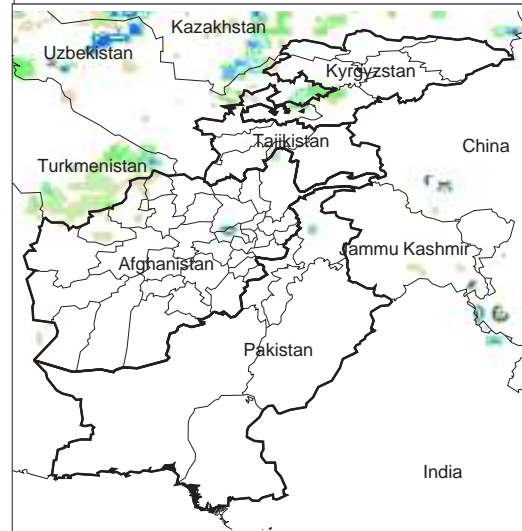 Kazakhstan
Uzbekistan
Kyrgyzstan
Tajikistan
China
Turkmenistan
Jammu Kashmir
Afghanistan
Pakistan
India